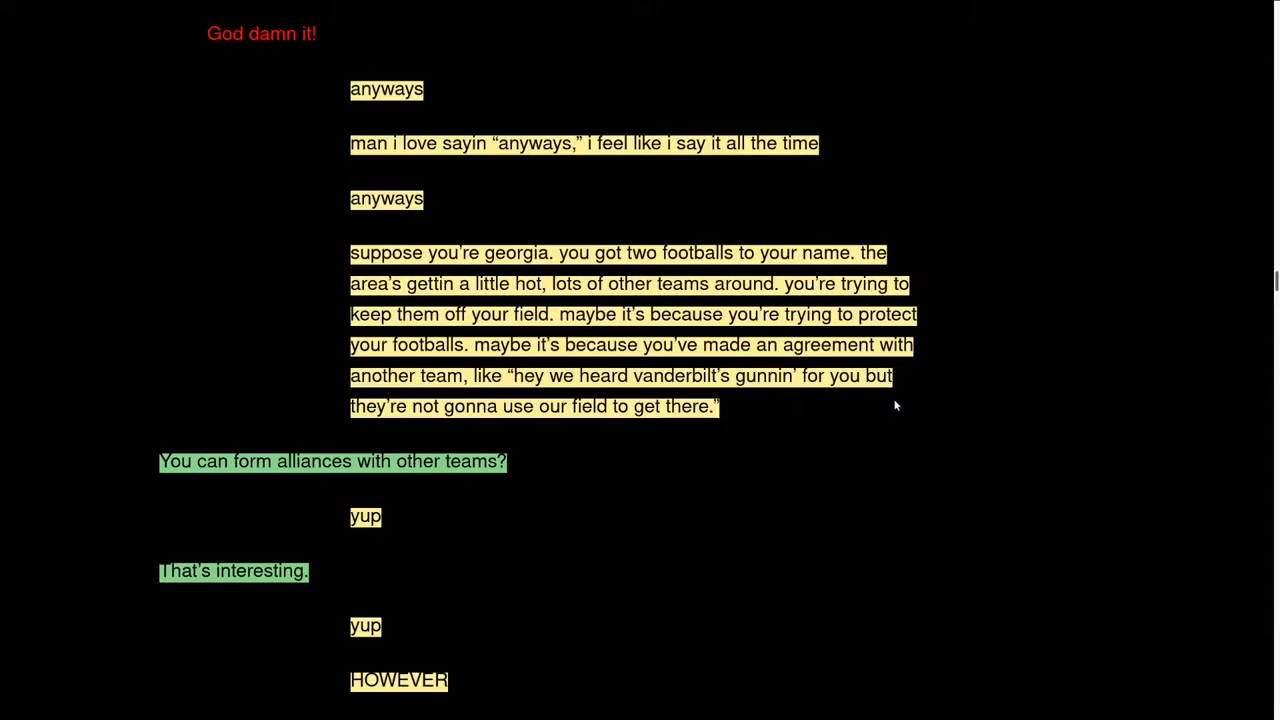 God damn it!
anyways
man i love sayin “anyways,” i feel like i say it all the time
anyways
suppose you’re georgia. you got two footballs to your name. the
area’s gettin a little hot, lots of other teams around. you’re trying to
keep them off your field. maybe it’s because you’re trying to protect
your footballs. maybe it’s because you’ve made an agreement with
another team, like “hey we heard vanderbilt’s gunnin’ for you but
they’re not gonna use our field to get there.”
You can form alliances with other teams?
yup
That’s interesting.
yup
HOWEVER